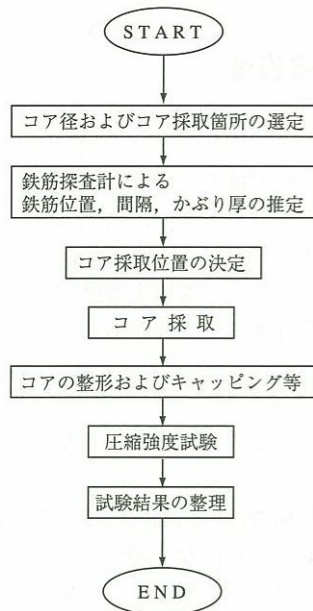 START
コア径およびコア採取箇所の選定
鉄筋探査計による
鉄筋位置，間隔，かぶり厚の推定
コア採取位置の決定
コア採取
コアの整形およびキャッピング等
圧縮強度試験
試験結果の整理
END